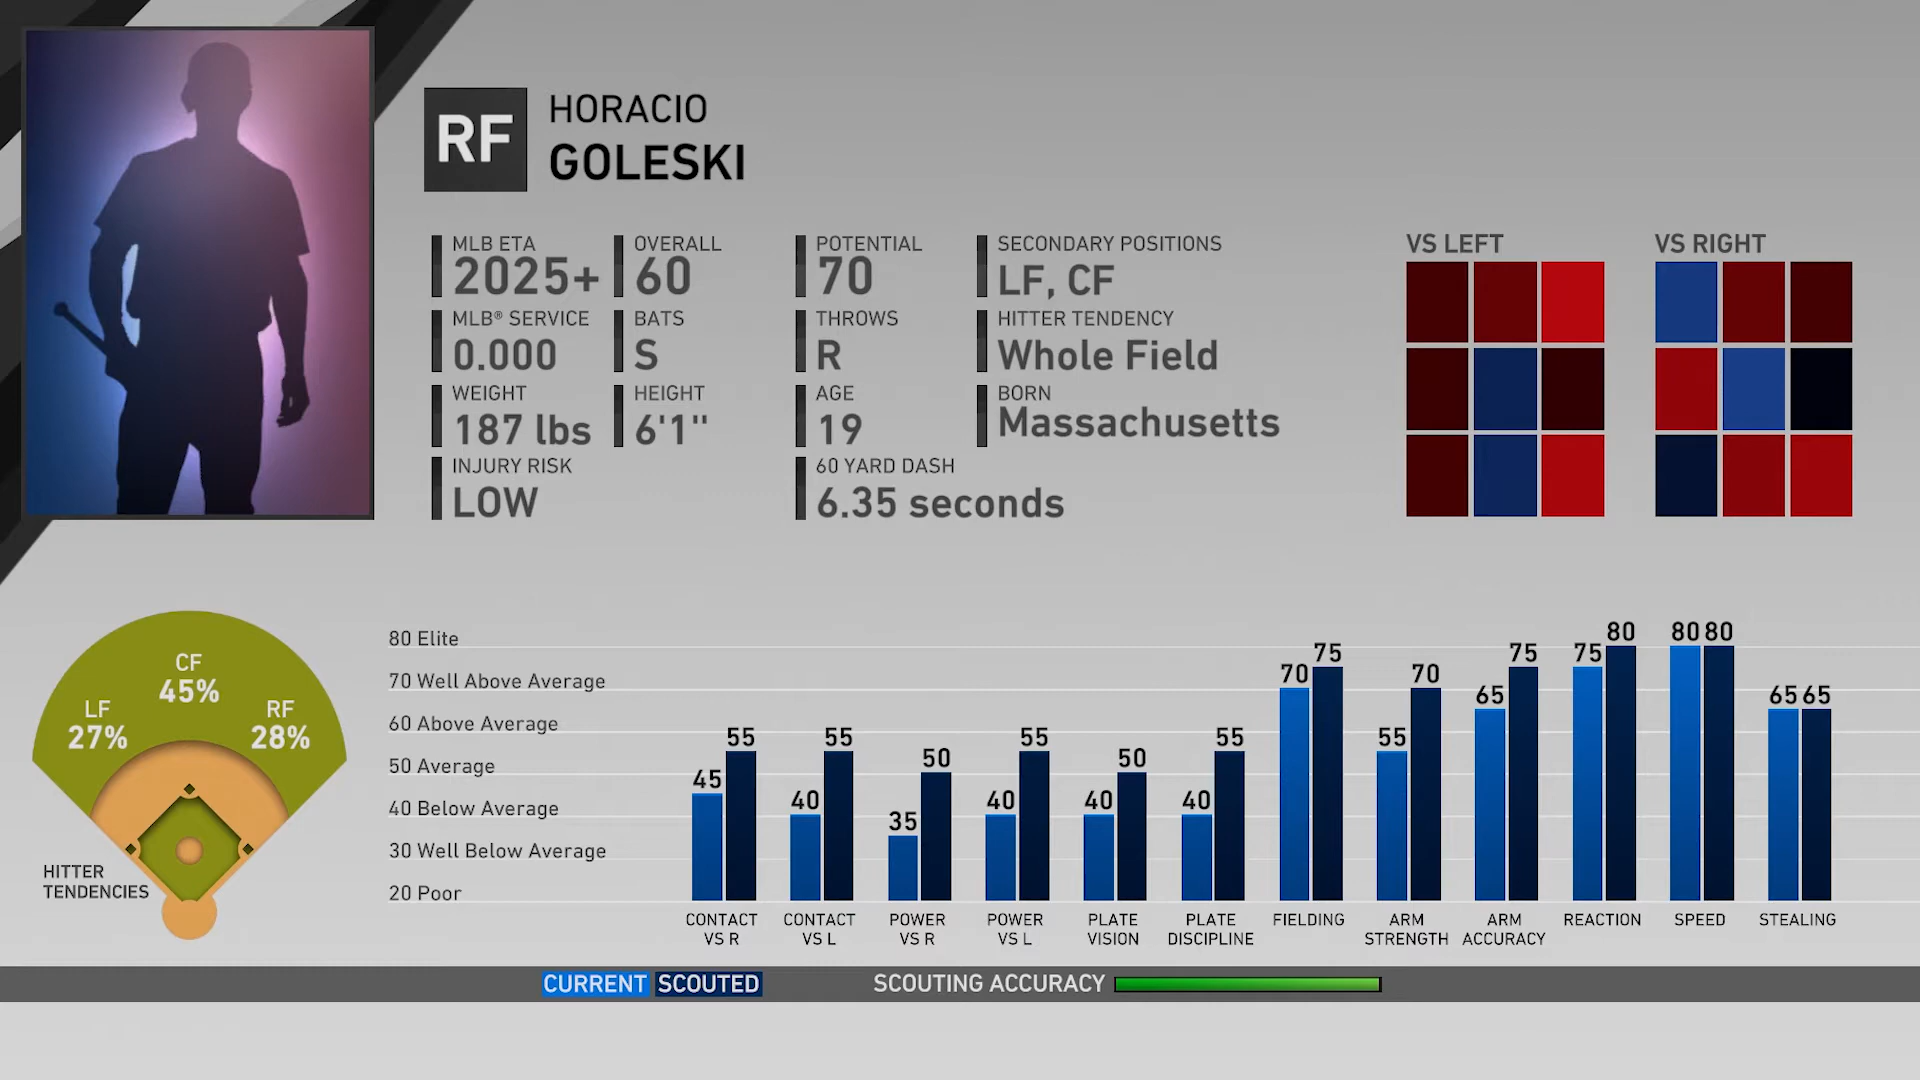 RF
HORACIO
GOLESKI
MLB ETA
2025+
OVERALL
60
POTENTIAL
70
SECONDARY POSITIONS
LF, CF
MLB® SERVICE
0.000
BATS
S
THROWS
R
HITTER TENDENCY
Whole Field
WEIGHT
187 lbs
HEIGHT
6'1"
AGE
19
BORN
Massachusetts
INJURY RISK
LOW
60 YARD DASH
6.35 seconds
VS LEFT
VS RIGHT
CF
45%
LF
27%
RF
28%
HITTER
TENDENCIES
80 Elite
70 Well Above Average
60 Above Average
50 Average
40 Below Average
30 Well Below Average
20 Poor
45 55
40 55
35 50
40 55
40 50
40 55
70 75
55 70
65 75
75 80
80 80
65 65
CONTACT
VS R
CONTACT
VS L
POWER
VS R
POWER
VS L
PLATE
VISION
PLATE
DISCIPLINE
FIELDING
ARM
STRENGTH
ARM
ACCURACY
REACTION
SPEED
STEALING
CURRENT SCOUTED
SCOUTING ACCURACY